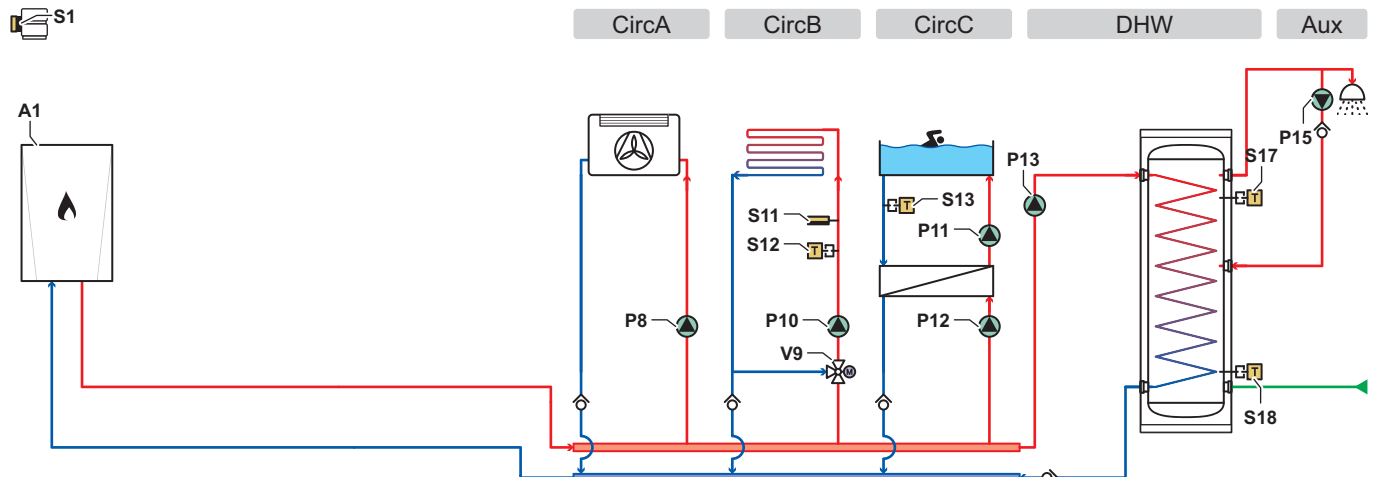 S1
CircA
CircB
CircC
DHW
Aux
A1
P15
P13
S17
S11
S13
S12
P11
T
T
T
P8
P10
P12
V9
M
T
S18